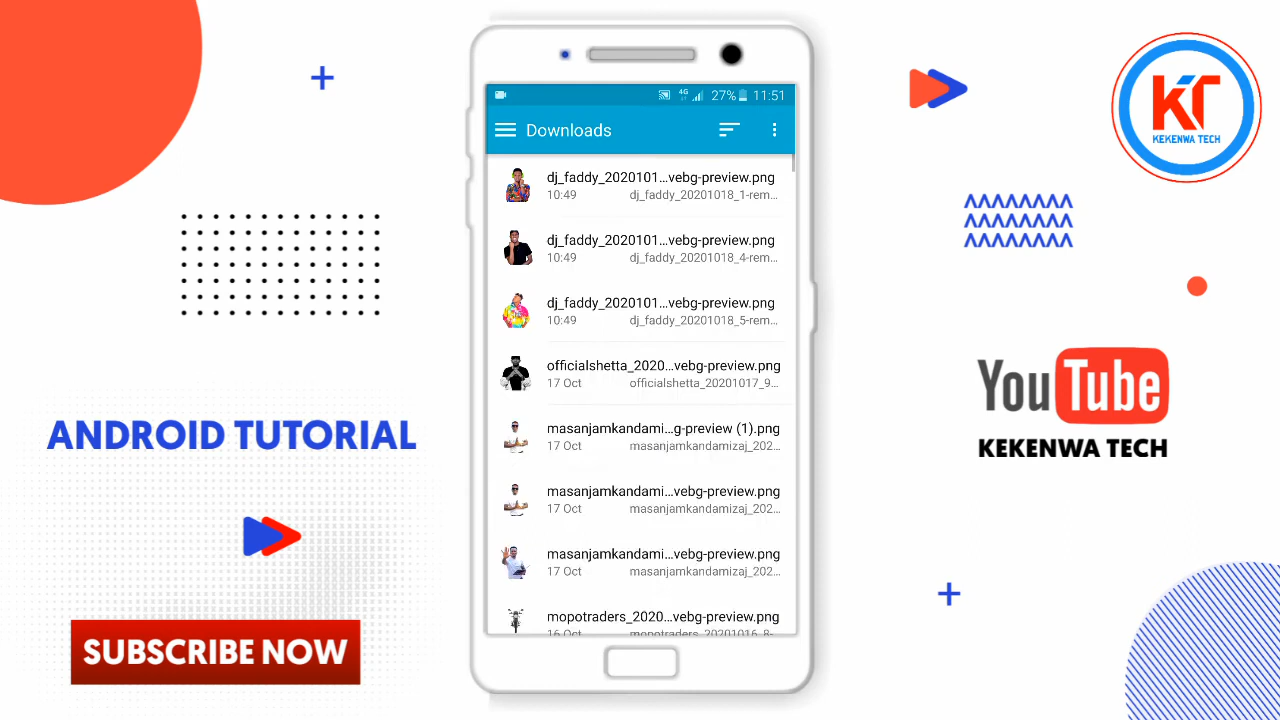 KT
KEKENWA TECH
4G 27% 11:51
Downloads
dj_faddy_2020101...vebg-preview.png
10:49 dj_faddy_20201018_1-rem...
dj_faddy_2020101...vebg-preview.png
10:49 dj_faddy_20201018_4-rem...
dj_faddy_2020101...vebg-preview.png
10:49 dj_faddy_20201018_5-rem...
officialshetta_2020...vebg-preview.png
17 Oct officialshetta_20201017_9...
masanjamkandami...g-preview (1).png
17 Oct masanjamkandamizaj_202...
masanjamkandami...vebg-preview.png
17 Oct masanjamkandamizaj_202...
masanjamkandami...vebg-preview.png
17 Oct masanjamkandamizaj_202...
mopotraders_2020...vebg-preview.png
16 Oct mopotraders_20201016_8-
ANDROID TUTORIAL
SUBSCRIBE NOW
YouTube
KEKENWA TECH